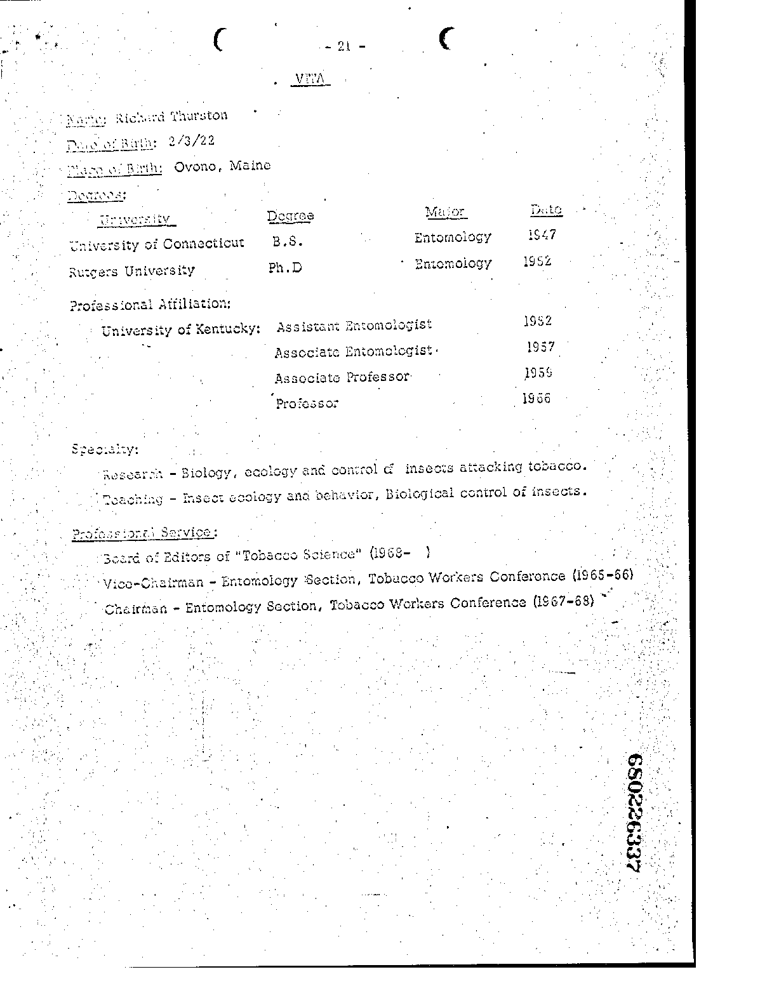 - 21 -
VITA
Name: Richard Thurston
Date of Birth: 2/3/22
Place of Birth: Ovono, Maine
Degrees:
University Degree Major Date
University of Connecticut B.S. Entomology 1947
Rutgers University Ph.D Entomology 1952
Professional Affiliation:
University of Kentucky: Assistant Entomologist 1952
Associate Entomologist 1957
Associate Professor 1959
Professor 1966
Specialty:
Research - Biology, ecology and control of insects attacking tobacco.
Teaching - Insect ecology and behavior, Biological control of insects.
Professional Service:
Board of Editors of "Tobacco Science" (1968- )
Vice-Chairman - Entomology Section, Tobacco Workers Conference (1965-66)
Chairman - Entomology Section, Tobacco Workers Conference (1967-68)
680226337